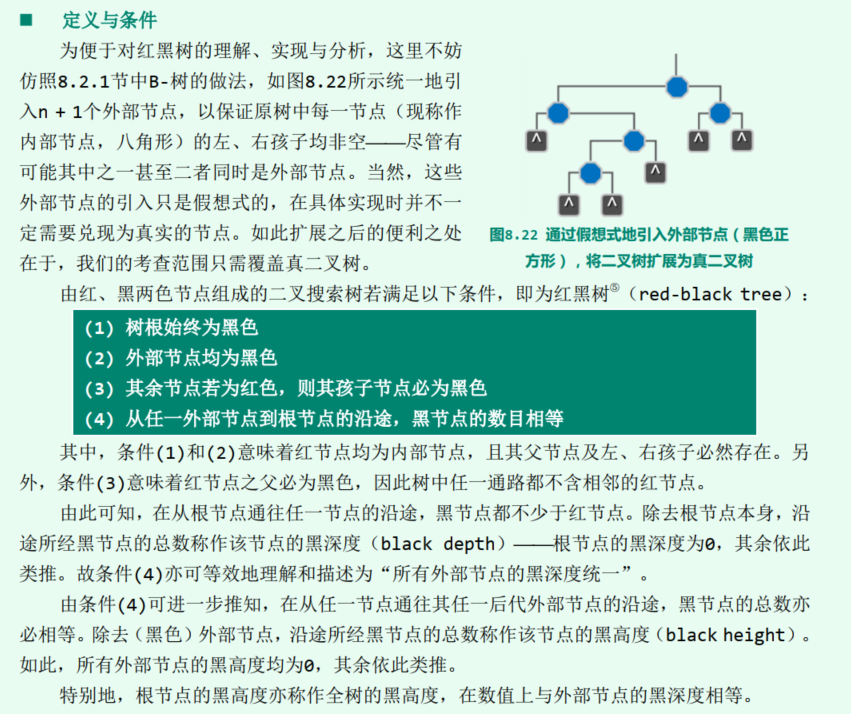 ■ 定义与条件
为便于对红黑树的理解、实现与分析，这里不妨
仿照8.2.1节中B-树的做法，如图8.22所示统一地引
入n + 1个外部节点，以保证原树中每一节点（现称作
内部节点，八角形）的左、右孩子均非空——尽管有
可能其中之一甚至二者同时是外部节点。当然，这些
外部节点的引入只是假想式的，在具体实现时并不一
定需要兑现为真实的节点。如此扩展之后的便利之处
在于，我们的考查范围只需覆盖真二叉树。
^
^
^
^
^
^
图8.22 通过假想式地引入外部节点（黑色正
方形），将二叉树扩展为真二叉树
由红、黑两色节点组成的二叉搜索树若满足以下条件，即为红黑树⑤（red-black tree）：
(1) 树根始终为黑色
(2) 外部节点均为黑色
(3) 其余节点若为红色，则其孩子节点必为黑色
(4) 从任一外部节点到根节点的沿途，黑节点的数目相等
其中，条件(1)和(2)意味着红节点均为内部节点，且其父节点及左、右孩子必然存在。另
外，条件(3)意味着红节点之父必为黑色，因此树中任一通路都不含相邻的红节点。
由此可知，在从根节点通往任一节点的沿途，黑节点都不少于红节点。除去根节点本身，沿
途所经黑节点的总数称作该节点的黑深度（black depth）——根节点的黑深度为0，其余依此
类推。故条件(4)亦可等效地理解和描述为“所有外部节点的黑深度统一”。
由条件(4)可进一步推知，在从任一节点通往其任一后代外部节点的沿途，黑节点的总数亦
必相等。除去（黑色）外部节点，沿途所经黑节点的总数称作该节点的黑高度（black height）。
如此，所有外部节点的黑高度均为0，其余依此类推。
特别地，根节点的黑高度亦称作全树的黑高度，在数值上与外部节点的黑深度相等。